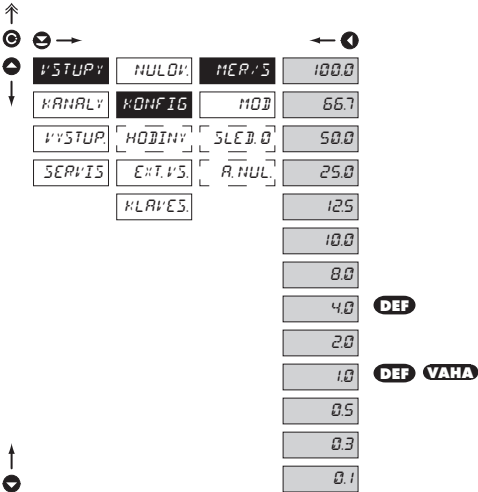 VSTUPY NULOV. MER/S 100.0
KANALY KONFIG MOD 66.7
VYSTUP. HODINY SLED. 0 50.0
SERVIS EXT. VS. A. NUL. 25.0
KLAVES. 12.5
10.0
8.0
4.0 DEF
2.0
1.0 DEF VAHA
0.5
0.3
0.1